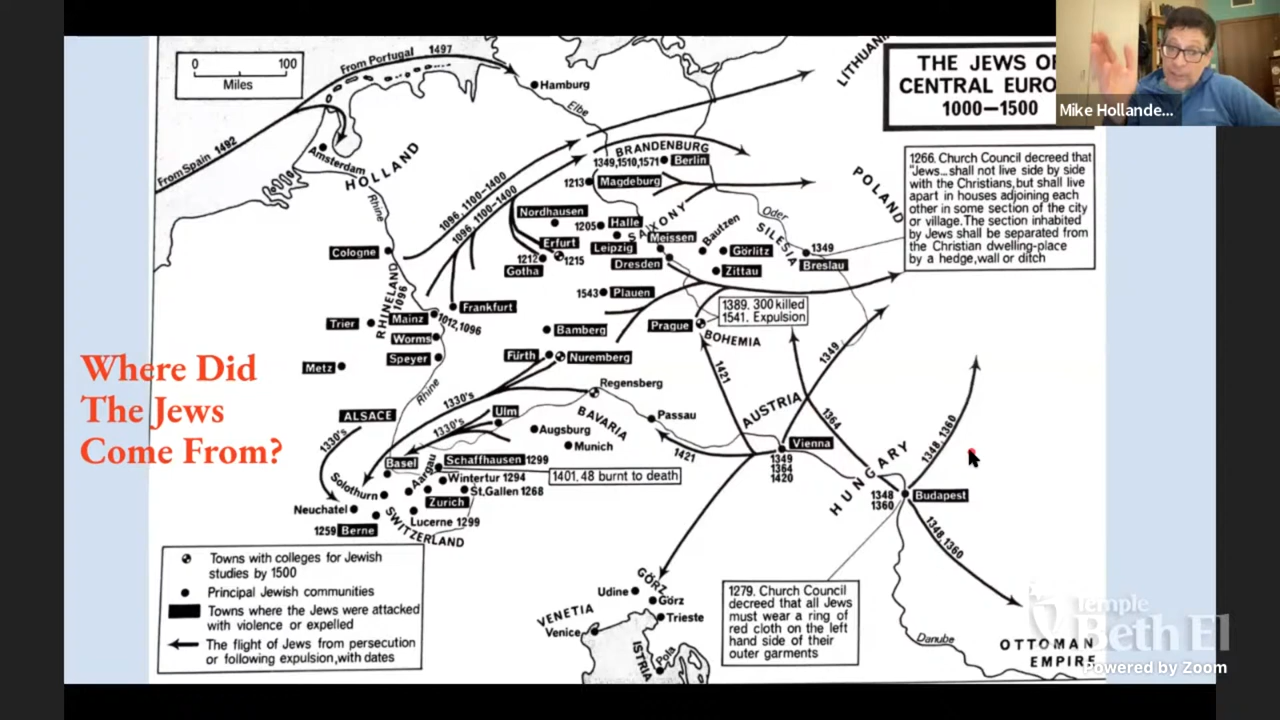 THE JEWS OF
CENTRAL EURO
1000–1500
Mike Hollande...
0 100
Miles
From Portugal 1497
From Spain 1492
Hamburg
Elbe
LITHUANI
Amsterdam
HOLLAND
Rhine
BRANDENBURG
1349,1510,1571 Berlin
1213 Magdeburg
POLAND
1266. Church Council decreed that
"Jews...shall not live side by side
with the Christians,but shall live
apart in houses adjoining each
other in some section of the city
or village. The section inhabited
by Jews shall be separated from
the Christian dwelling-place
by a hedge, wall or ditch
1096, 1100-1400
1096, 1100-1400
Nordhausen
1205 Halle
SAXONY
Oder
SILESIA
Erfurt
1215
Leipzig
Meissen
Bautzen
Görlitz
1349
Breslau
Cologne
1212
Gotha
Dresden
Zittau
RHINELAND
1096
Frankfurt
1543 Plauen
1389. 300 killed
1541. Expulsion
Trier
Mainz
1012,1096
Bamberg
Prague
BOHEMIA
Worms
Metz
Speyer
Fürth
Nuremberg
1421
1349
Where Did
The Jews
Come From?
Rhine
Regensberg
ALSACE
1330's
1330's
1330's
Ulm
BAVARIA
Passau
AUSTRIA
1364
Augsburg
Munich
1421
Vienna
1349
1364
1420
HUNGARY
1348, 1360
Basel
Aargau
Schaffhausen 1299
1401. 48 burnt to death
Wintertur 1294
Solothurn
St.Gallen 1268
Zurich
Neuchatel
Lucerne 1299
1259 Berne
SWITZERLAND
1348
1360
Budapest
1348, 1360
Towns with colleges for Jewish
studies by 1500
Principal Jewish communities
Towns where the Jews were attacked
with violence or expelled
The flight of Jews from persecution
or following expulsion, with dates
GÖRZ
Udine
Görz
VENETIA
Trieste
Venice
ISTRIA
Pola
1279. Church Council
decreed that all Jews
must wear a ring of
red cloth on the left
hand side of their
outer garments
Danube
OTTOMAN
EMPIRE
Temple
Beth El
Powered by Zoom